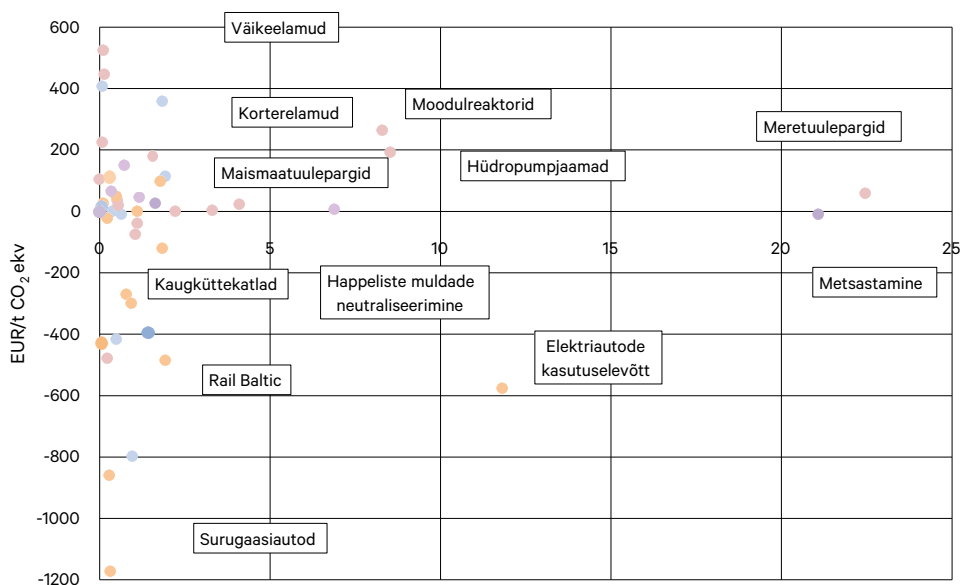 600
Väikeelamud
400
Moodulreaktorid
Korterelamud
Meretuulepargid
200
Hüdropumpjaamad
Maismaatuulepargid
0
0
5
10
15
20
25
-200
Kaugküttekatlad
Happeliste muldade
neutraliseerimine
Metsastamine
EUR/t CO₂ ekv
-400
Elektriautode
kasutuselevõtt
Rail Baltic
-600
-800
-1000
Surugaasiautod
-1200